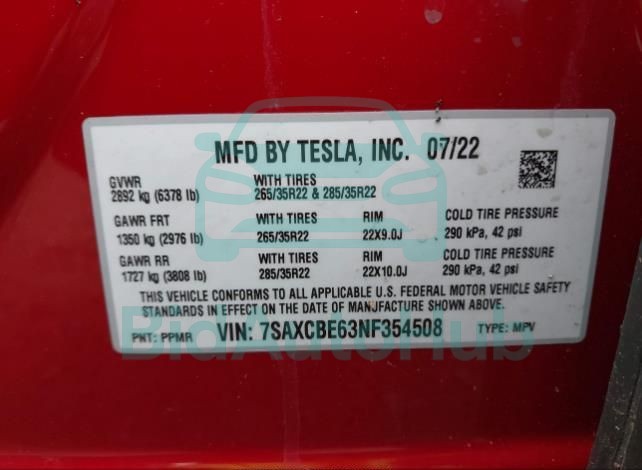 MFD BY TESLA, INC. 07/22
GVWR WITH TIRES
2892 kg (6378 lb) 265/35R22 & 285/35R22
GAWR FRT WITH TIRES RIM COLD TIRE PRESSURE
1350 kg (2976 lb) 265/35R22 22X9.0J 290 kPa, 42 psi
GAWR RR WITH TIRES RIM COLD TIRE PRESSURE
1727 kg (3808 lb) 285/35R22 22X10.0J 290 kPa, 42 psi
THIS VEHICLE CONFORMS TO ALL APPLICABLE U.S. FEDERAL MOTOR VEHICLE SAFETY
STANDARDS IN EFFECT ON THE DATE OF MANUFACTURE SHOWN ABOVE.
PNT: PPMR VIN: 7SAXCBE63NF354508 TYPE: MPV
BidAutoHub